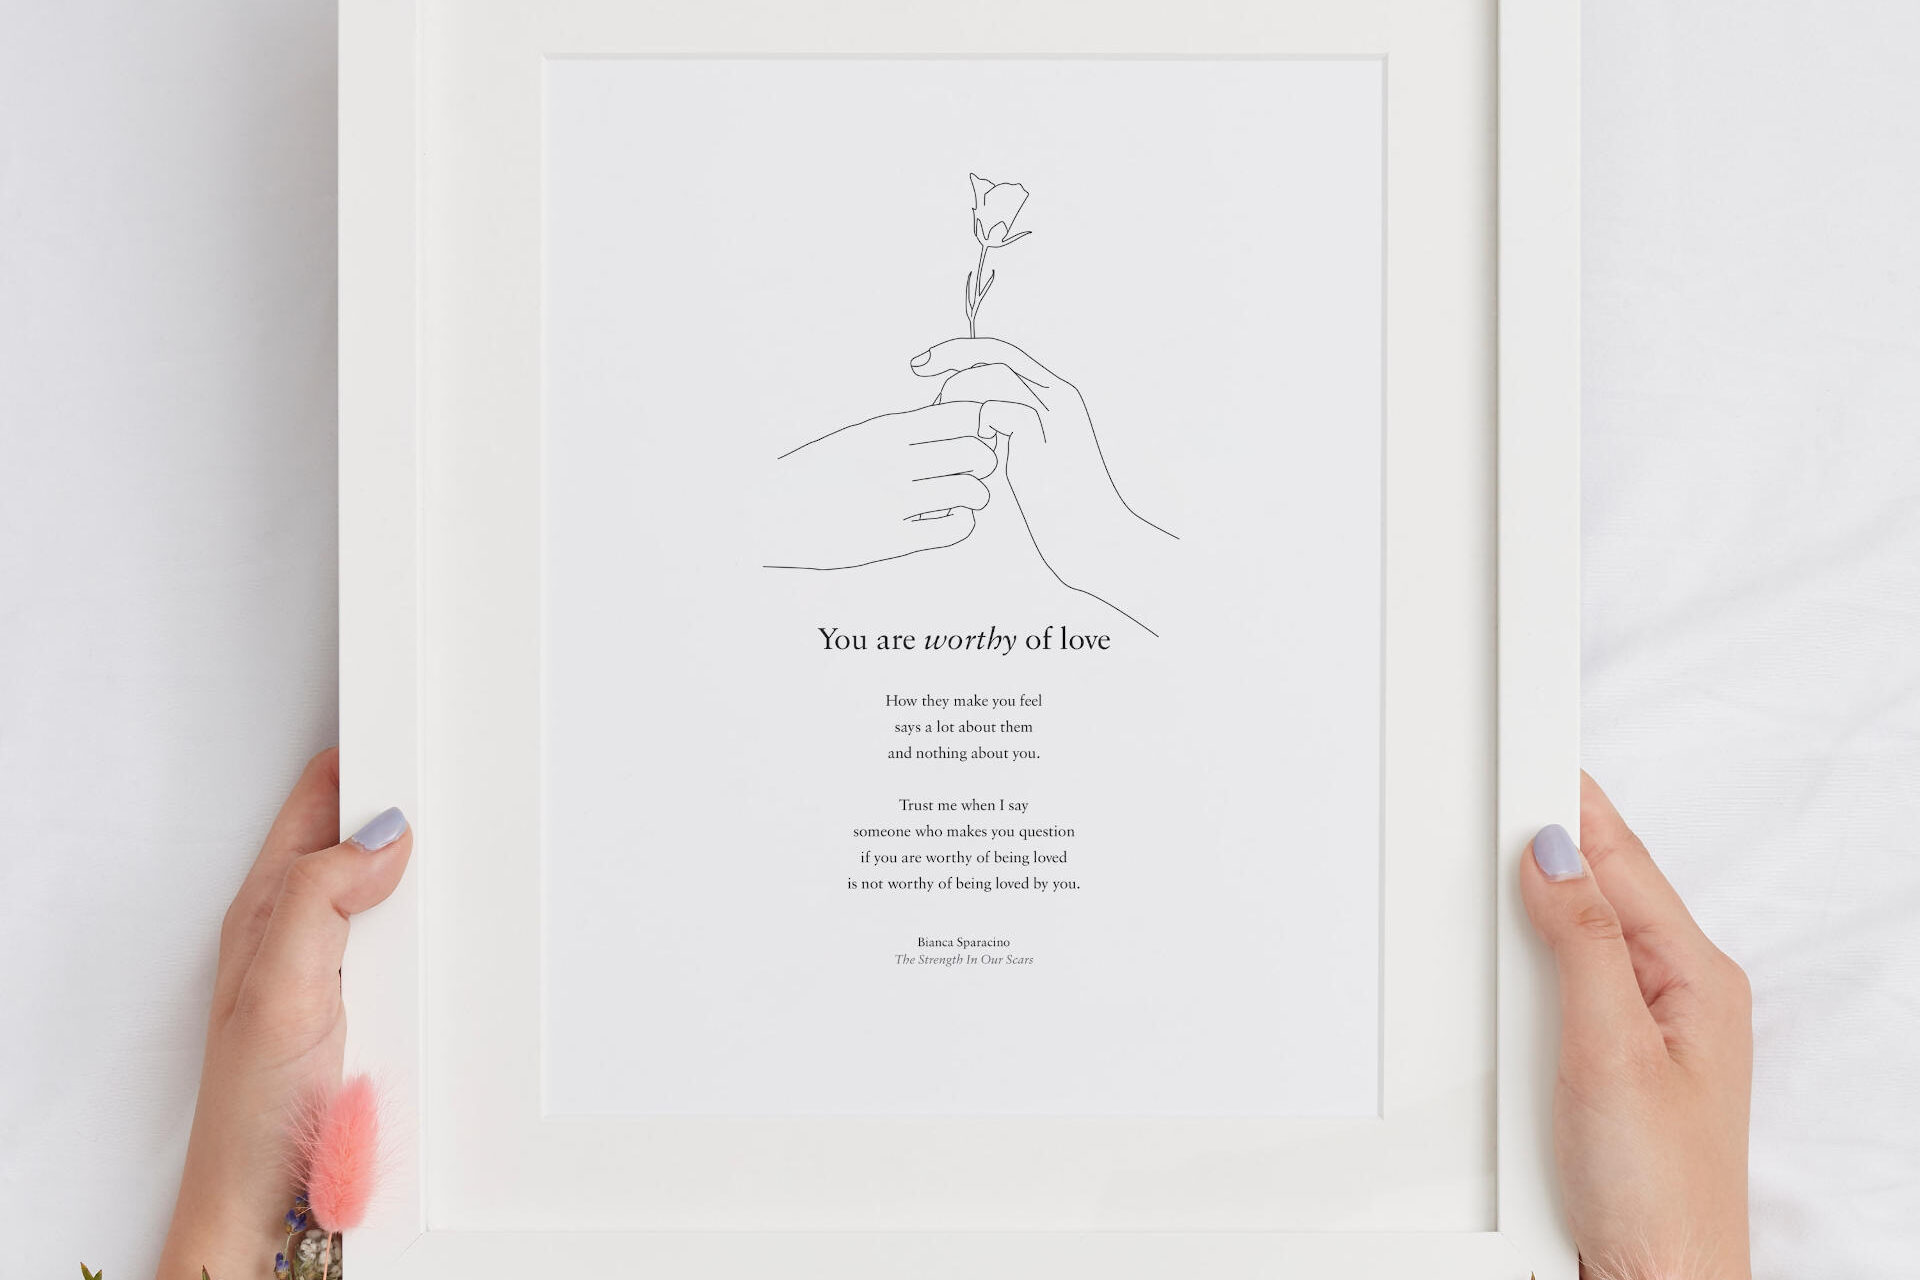 You are worthy of love
How they make you feel
says a lot about them
and nothing about you.
Trust me when I say
someone who makes you question
if you are worthy of being loved
is not worthy of being loved by you.
Bianca Sparacino
The Strength In Our Scars